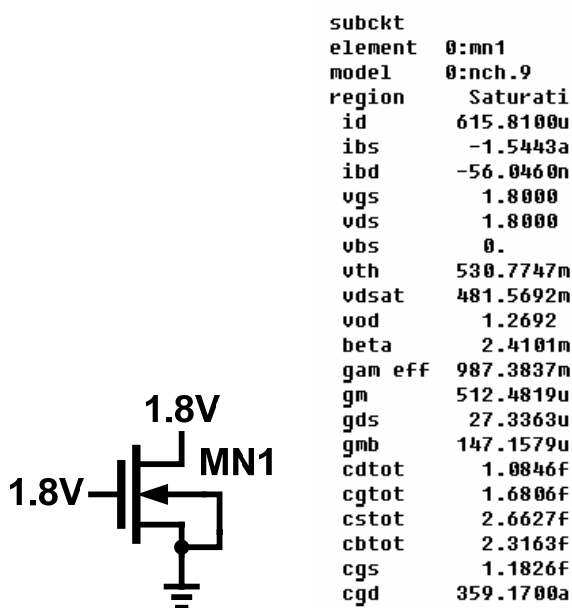 subckt
element 0:mn1
model 0:nch.9
region Saturati
id 615.8100u
ibs -1.5443a
ibd -56.0460n
vgs 1.8000
vds 1.8000
vbs 0.
vth 530.7747m
vdsat 481.5692m
vod 1.2692
beta 2.4101m
gam eff 987.3837m
gm 512.4819u
gds 27.3363u
gmb 147.1579u
cdtot 1.0846f
cgtot 1.6806f
cstot 2.6627f
cbtot 2.3163f
cgs 1.1826f
cgd 359.1700a
1.8V
MN1
1.8V